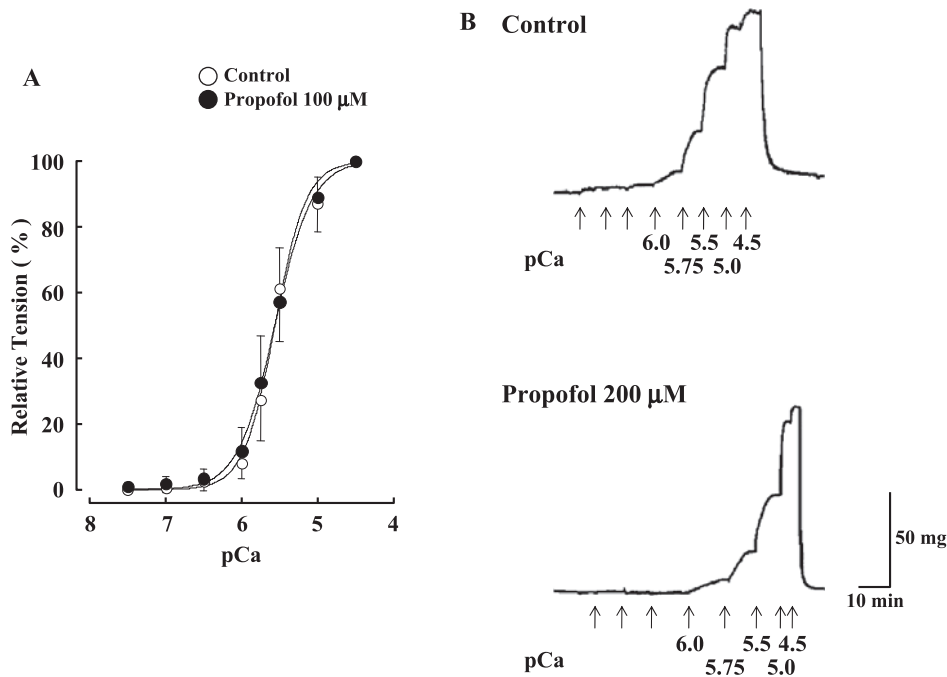 A
Control
Propofol 100 μM
Relative Tension ( % )
100
80
60
40
20
0
8 7 6 5 4
pCa
B Control
6.0 5.5 4.5
5.75 5.0
pCa
Propofol 200 μM
50 mg
10 min
6.0 5.5 4.5
5.75 5.0
pCa